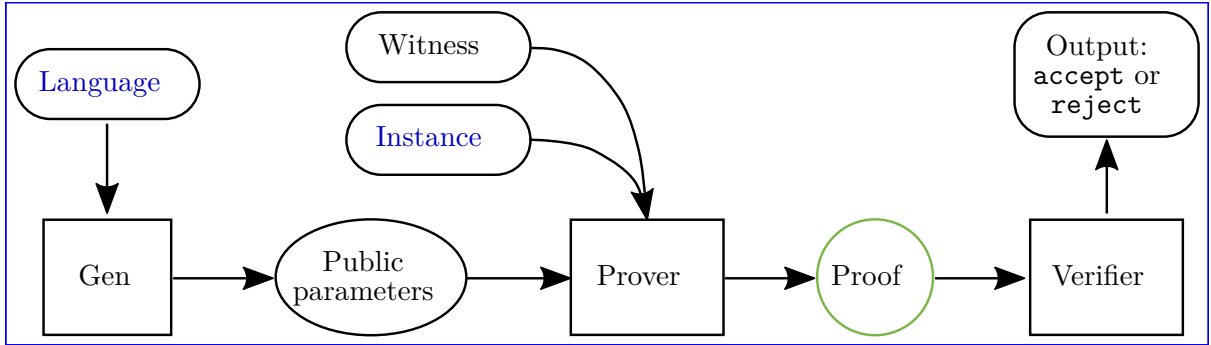 Language
Witness
Instance
Output:
accept or
reject
Gen
Public
parameters
Prover
Proof
Verifier